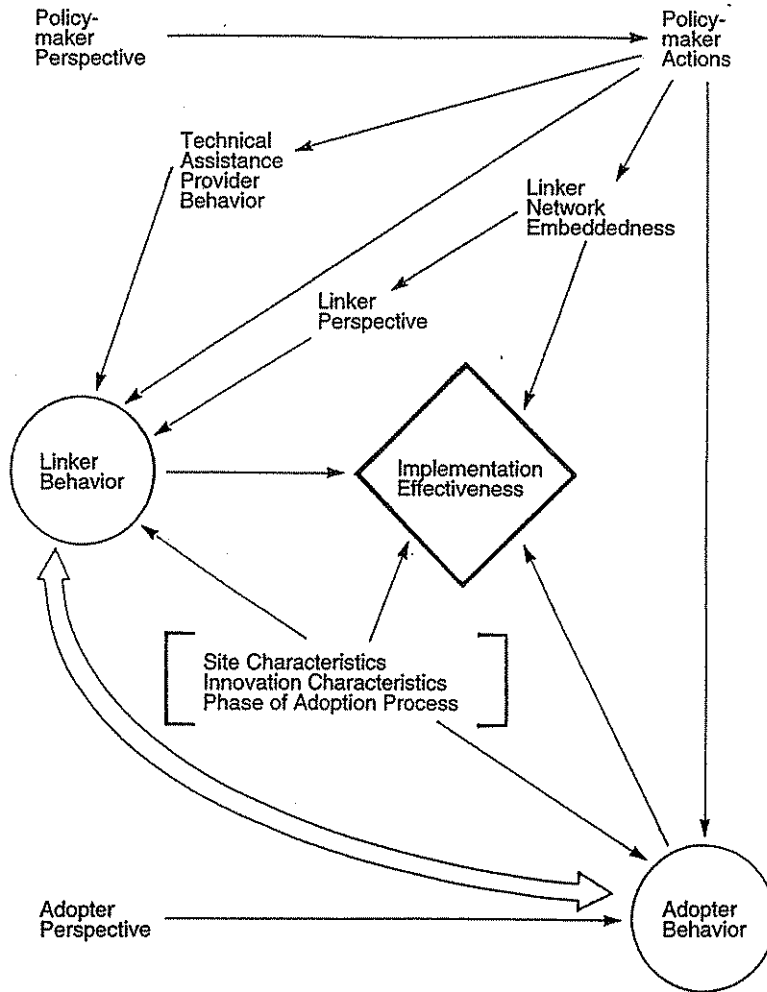 Policy-
maker
Perspective
Policy-
maker
Actions
Technical
Assistance
Provider
Behavior
Linker
Network
Embeddedness
Linker
Perspective
Linker
Behavior
Implementation
Effectiveness
Site Characteristics
Innovation Characteristics
Phase of Adoption Process
Adopter
Perspective
Adopter
Behavior